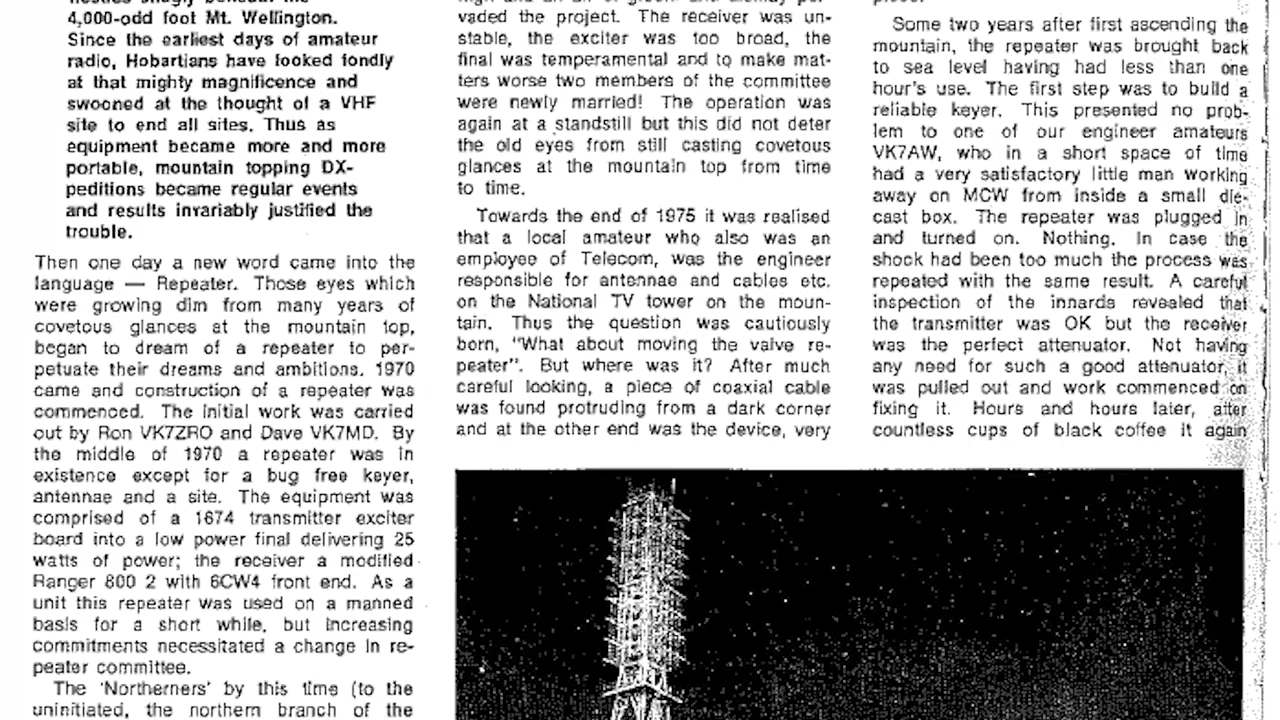 4,000-odd foot Mt. Wellington.
Since the earliest days of amateur
radio, Hobartians have looked fondly
at that mighty magnificence and
swooned at the thought of a VHF
site to end all sites. Thus as
equipment became more and more
portable, mountain topping DX-
peditions became regular events
and results invariably justified the
trouble.
Then one day a new word came into the
language — Repeater. Those eyes which
were growing dim from many years of
covetous glances at the mountain top,
began to dream of a repeater to per-
petuate their dreams and ambitions. 1970
came and construction of a repeater was
commenced. The initial work was carried
out by Ron VK7ZRO and Dave VK7MD. By
the middle of 1970 a repeater was in
existence except for a bug free keyer,
antennae and a site. The equipment was
comprised of a 1674 transmitter exciter
board into a low power final delivering 25
watts of power; the receiver a modified
Ranger 800 2 with 6CW4 front end. As a
unit this repeater was used on a manned
basis for a short while, but increasing
commitments necessitated a change in re-
peater committee.
The 'Northerners' by this time (to the
uninitiated, the northern branch of the
vaded the project. The receiver was un-
stable, the exciter was too broad, the
final was temperamental and to make mat-
ters worse two members of the committee
were newly married! The operation was
again at a standstill but this did not deter
the old eyes from still casting covetous
glances at the mountain top from time
to time.
Towards the end of 1975 it was realised
that a local amateur who also was an
employee of Telecom, was the engineer
responsible for antennae and cables etc.
on the National TV tower on the moun-
tain. Thus the question was cautiously
born, "What about moving the valve re-
peater". But where was it? After much
careful looking, a piece of coaxial cable
was found protruding from a dark corner
and at the other end was the device, very
Some two years after first ascending the
mountain, the repeater was brought back
to sea level having had less than one
hour's use. The first step was to build a
reliable keyer. This presented no prob-
lem to one of our engineer amateurs
VK7AW, who in a short space of time
had a very satisfactory little man working
away on MCW from inside a small die-
cast box. The repeater was plugged in
and turned on. Nothing. In case the
shock had been too much the process was
repeated with the same result. A careful
inspection of the innards revealed that
the transmitter was OK but the receiver
was the perfect attenuator. Not having
any need for such a good attenuator, it
was pulled out and work commenced on
fixing it. Hours and hours later, after
countless cups of black coffee it again